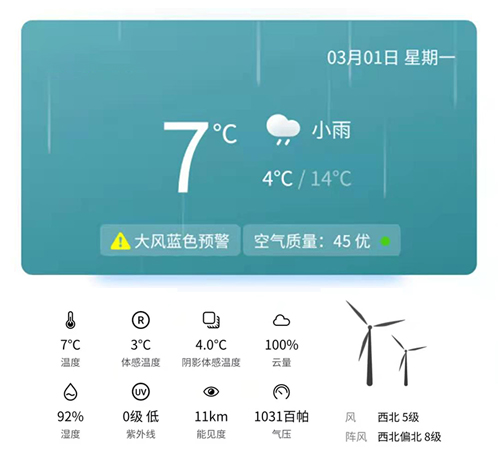 03月01日 星期一
7℃
小雨
4℃ / 14℃
大风蓝色预警
空气质量：45 优
R
7℃ 3℃ 4.0℃ 100%
温度 体感温度 阴影体感温度 云量
UV
92% 0级 低 11km 1031百帕
湿度 紫外线 能见度 气压
风 西北 5级
阵风 西北偏北 8级